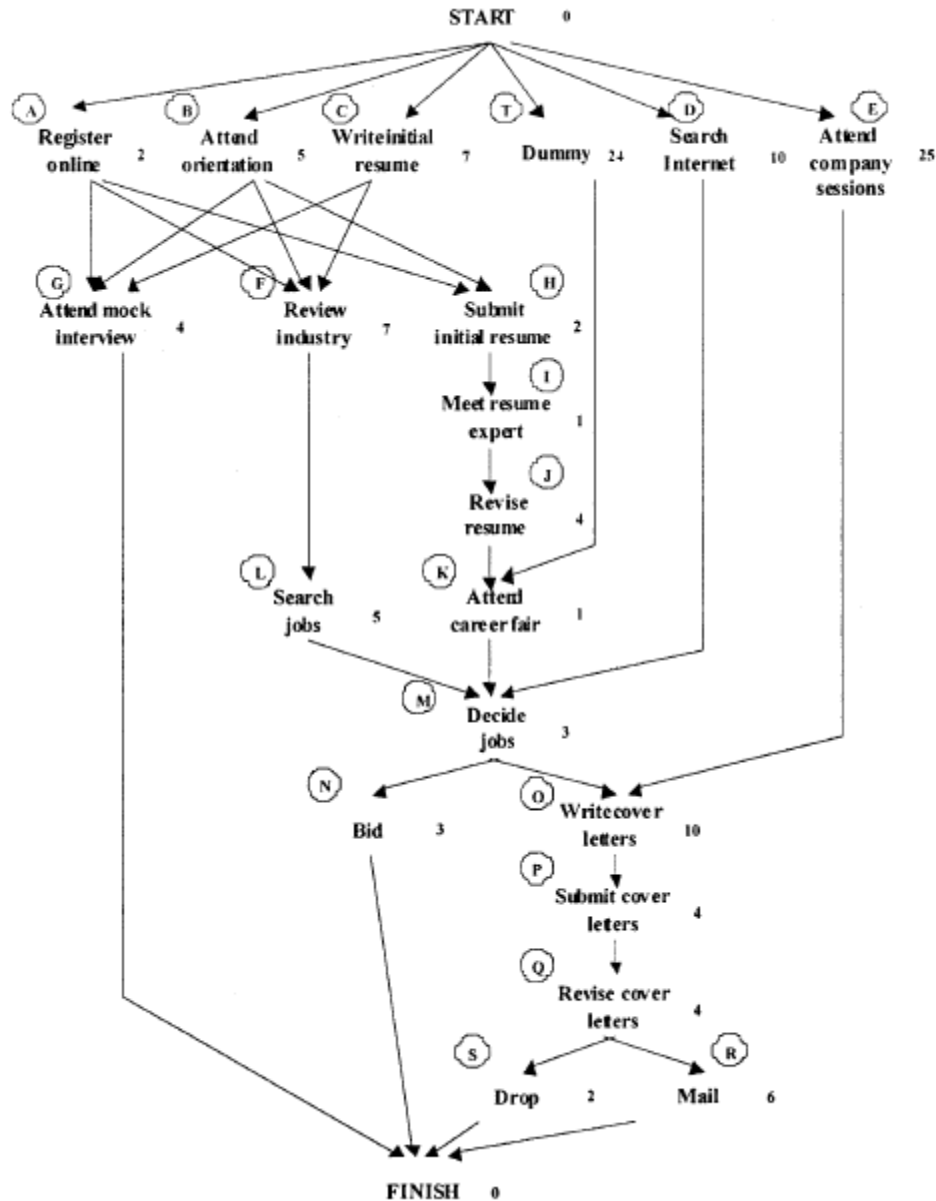 START 0
A B C T D E
Register online 2
Attend orientation 5
Writeinitial resume 7
Dummy 24
Search Internet 10
Attend company sessions 25
G F H
Attend mock interview 4
Review industry 7
Submit initial resume 2
I
Meet resume expert 1
J
Revise resume 4
L K
Search jobs 5
Attend career fair 1
M
Decide jobs 3
N O
Bid 3
Writecover letters 10
P
Submit cover letters 4
Q
Revise cover letters 4
S R
Drop 2
Mail 6
FINISH 0